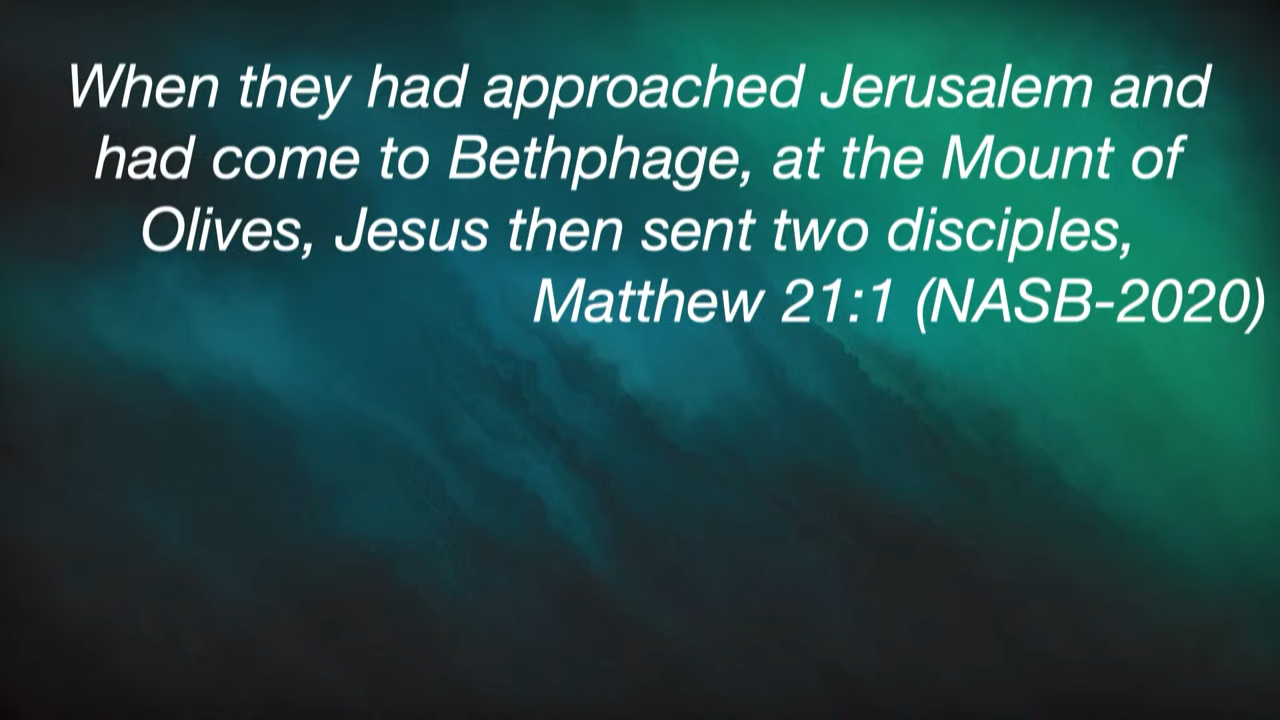 When they had approached Jerusalem and
had come to Bethphage, at the Mount of
Olives, Jesus then sent two disciples,
Matthew 21:1 (NASB-2020)